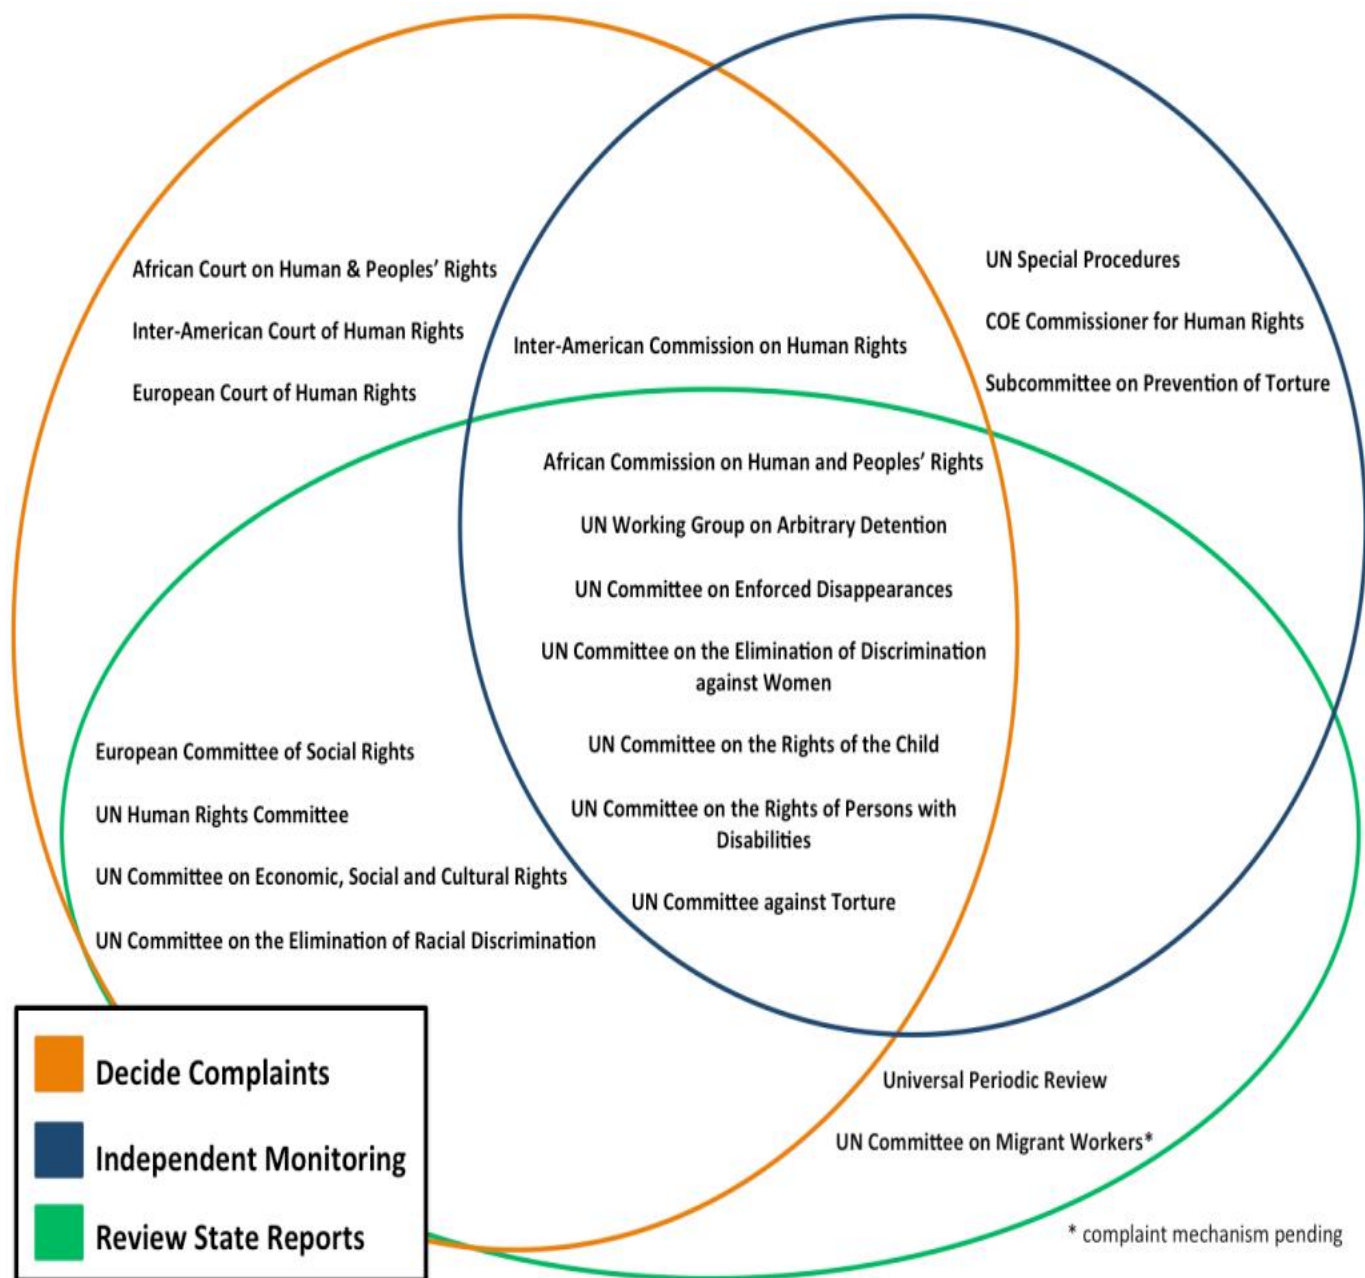 African Court on Human & Peoples' Rights
Inter-American Court of Human Rights
European Court of Human Rights
Inter-American Commission on Human Rights
UN Special Procedures
COE Commissioner for Human Rights
Subcommittee on Prevention of Torture
African Commission on Human and Peoples' Rights
UN Working Group on Arbitrary Detention
UN Committee on Enforced Disappearances
UN Committee on the Elimination of Discrimination
against Women
UN Committee on the Rights of the Child
UN Committee on the Rights of Persons with
Disabilities
UN Committee against Torture
European Committee of Social Rights
UN Human Rights Committee
UN Committee on Economic, Social and Cultural Rights
UN Committee on the Elimination of Racial Discrimination
Decide Complaints
Independent Monitoring
Review State Reports
Universal Periodic Review
UN Committee on Migrant Workers*
* complaint mechanism pending